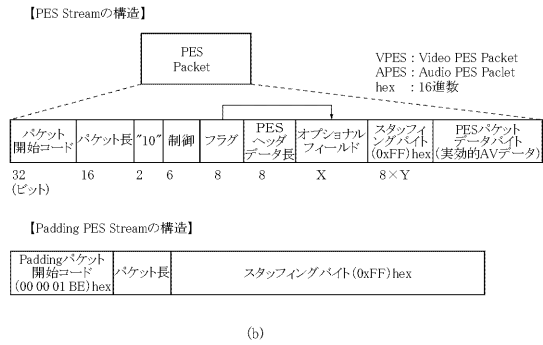 【PES Streamの構造】
PES
Packet
VPES : Video PES Packet
APES : Audio PES Paclet
hex : 16進数
パケット
開始コード
パケット長
"10"
制御
フラグ
PES
ヘッダ
データ長
オプショナル
フィールド
スタッフィ
ングバイト
(0xFF)hex
PESパケット
データバイト
(実効的AVデータ)
32
(ビット)
16
2
6
8
8
X
8×Y
【Padding PES Streamの構造】
Paddingパケット
開始コード
(00 00 01 BE)hex
パケット長
スタッフィングバイト(0xFF)hex
(b)